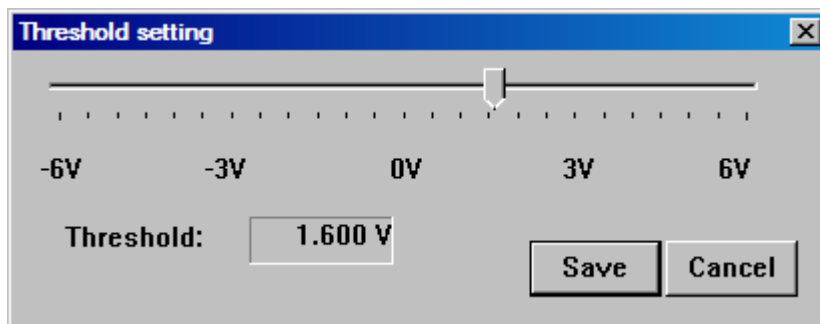 Threshold setting
-6V -3V 0V 3V 6V
Threshold: 1.600 V
Save Cancel